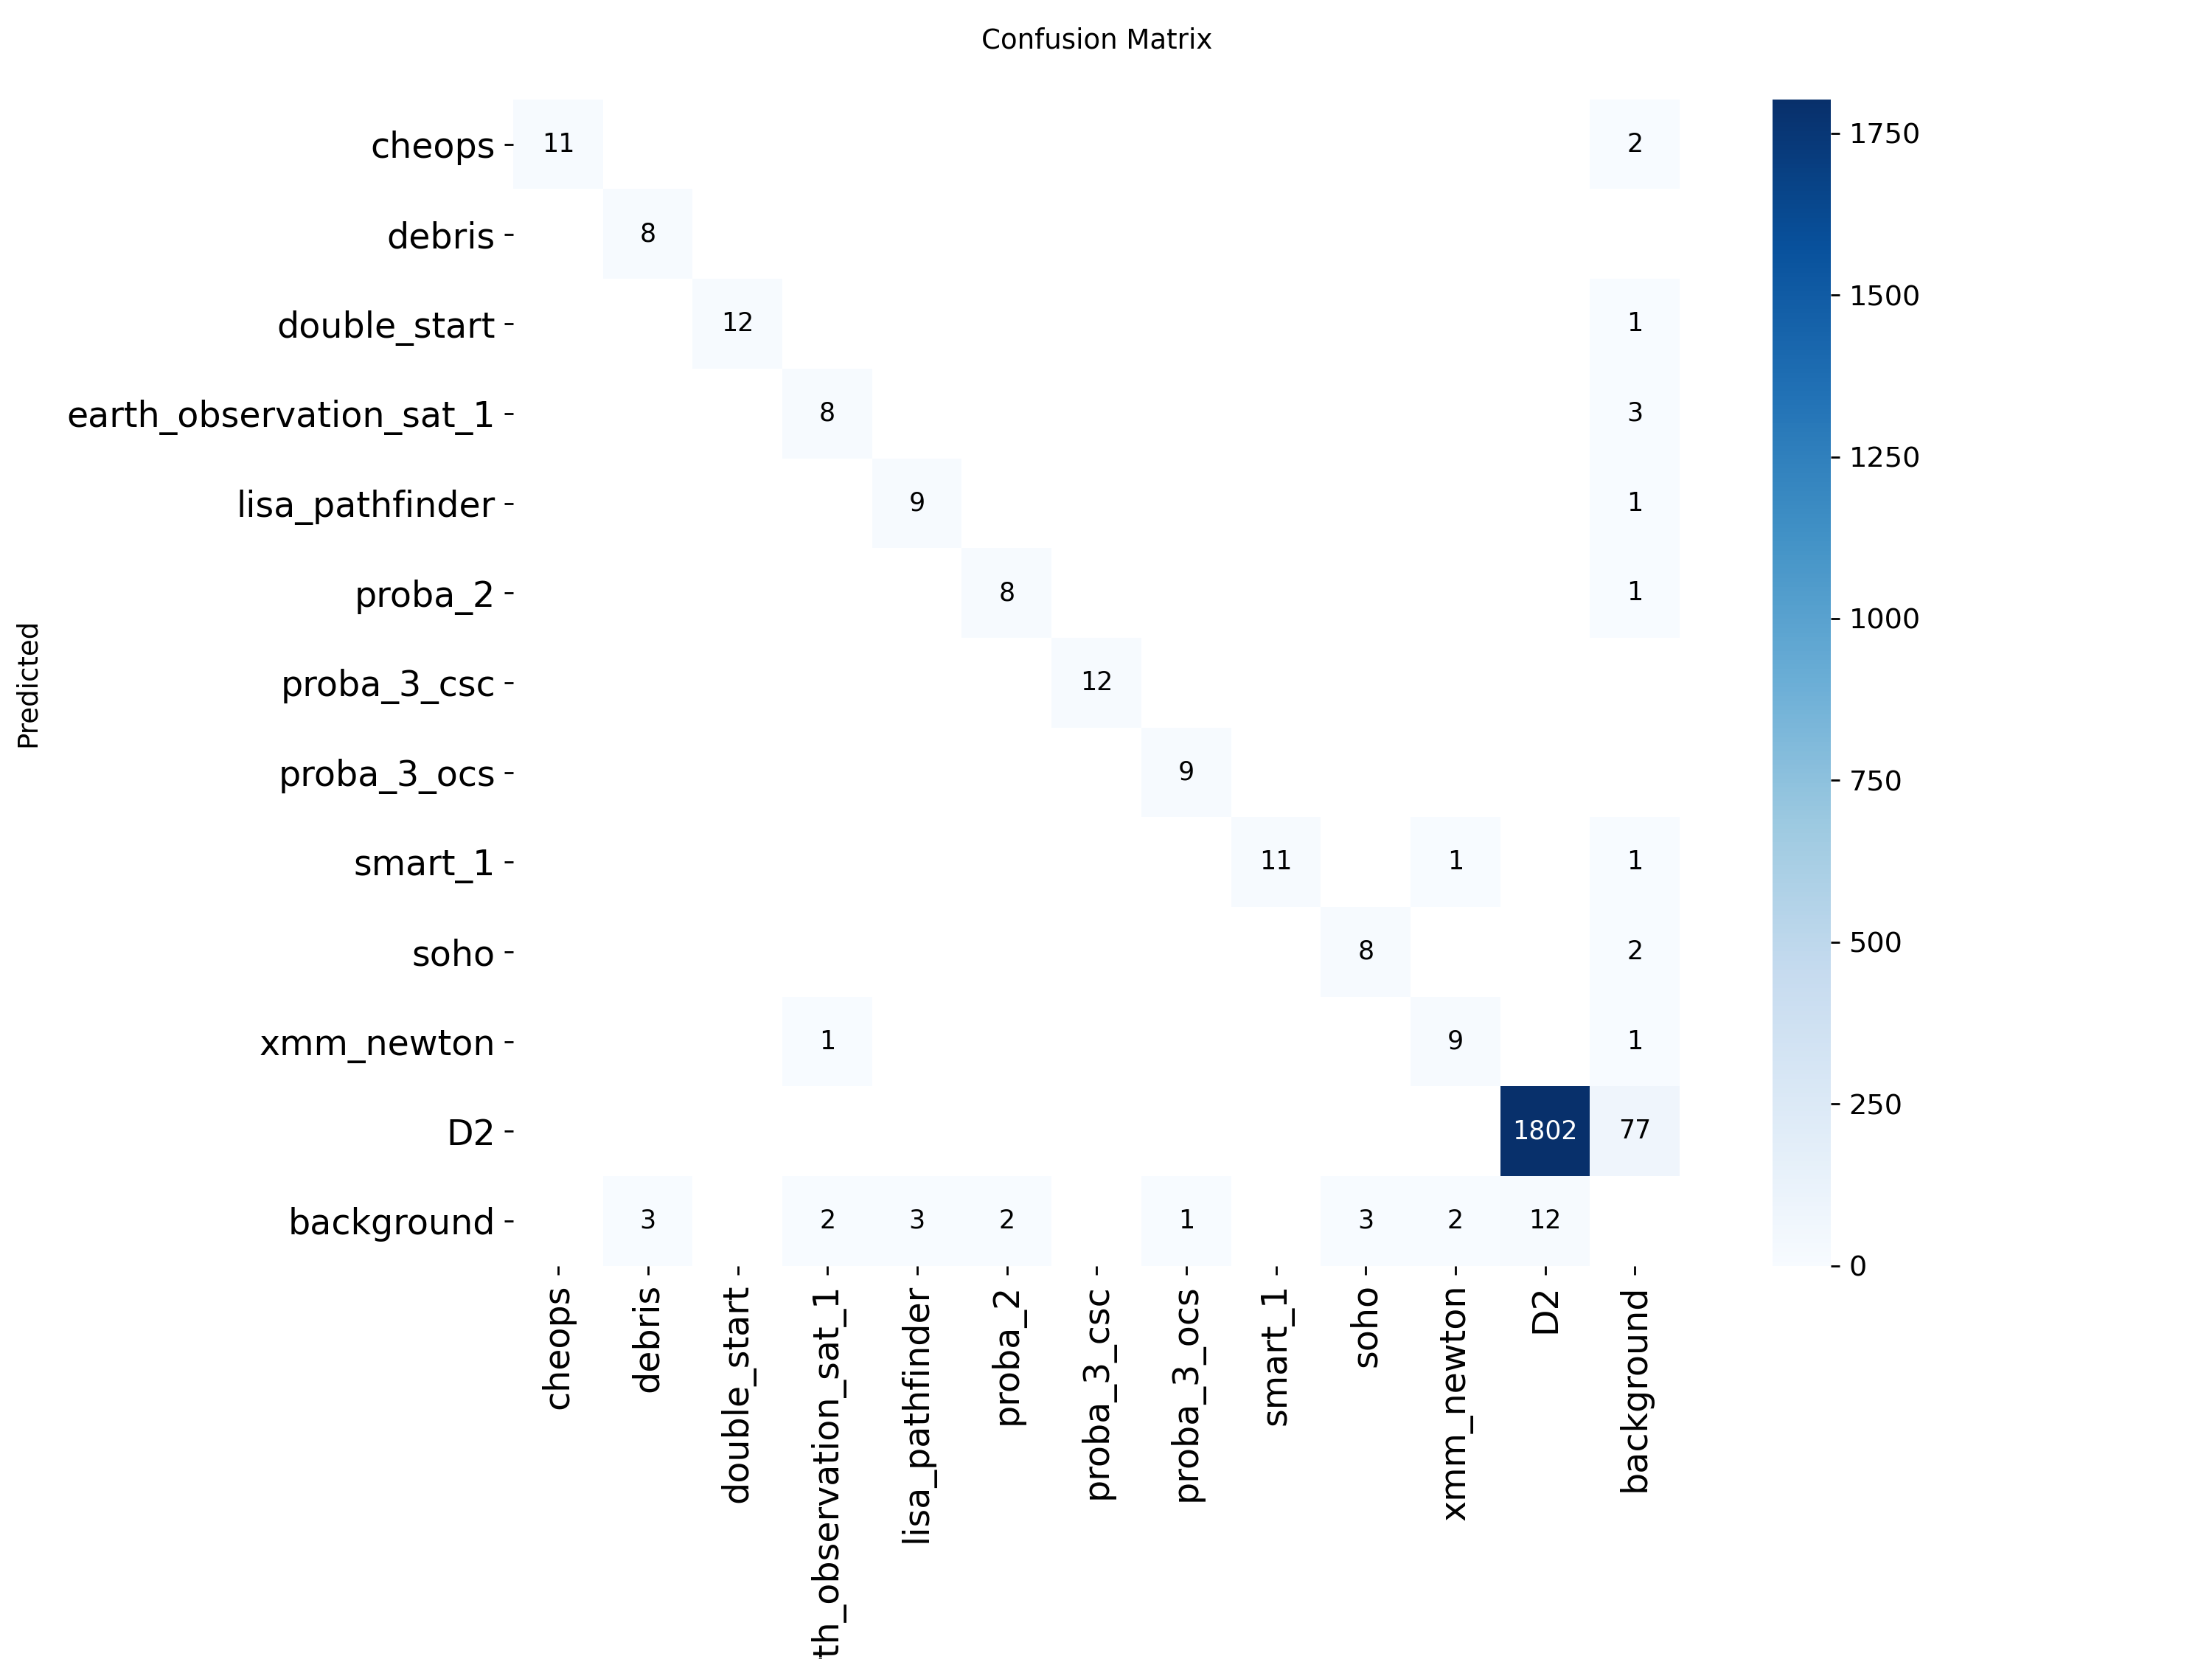 Confusion Matrix
Predicted
cheops 11 2
debris 8
double_start 12 1
earth_observation_sat_1 8 3
lisa_pathfinder 9 1
proba_2 8 1
proba_3_csc 12
proba_3_ocs 9
smart_1 11 1 1
soho 8 2
xmm_newton 1 9 1
D2 1802 77
background 3 2 3 2 1 3 2 12
cheops
debris
double_start
th_observation_sat_1
lisa_pathfinder
proba_2
proba_3_csc
proba_3_ocs
smart_1
soho
xmm_newton
D2
background
1750
1500
1250
1000
750
500
250
0